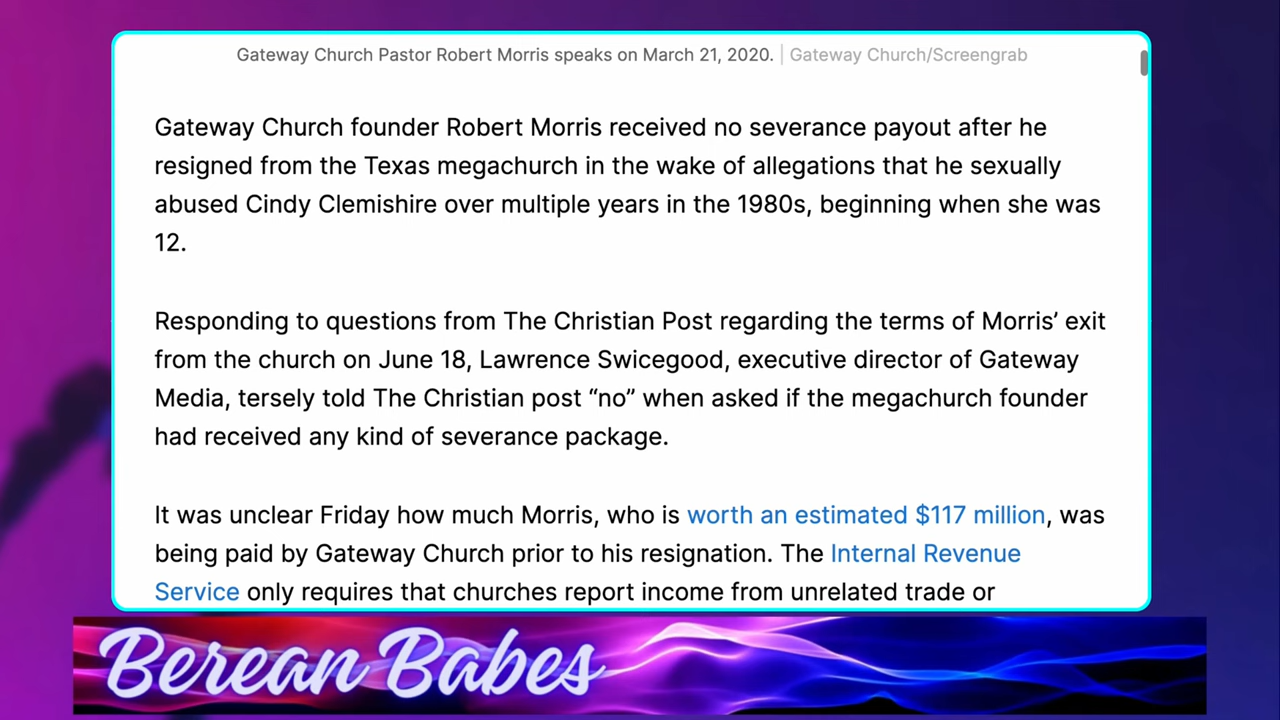 Gateway Church Pastor Robert Morris speaks on March 21, 2020. | Gateway Church/Screengrab
Gateway Church founder Robert Morris received no severance payout after he
resigned from the Texas megachurch in the wake of allegations that he sexually
abused Cindy Clemishire over multiple years in the 1980s, beginning when she was
12.
Responding to questions from The Christian Post regarding the terms of Morris’ exit
from the church on June 18, Lawrence Swicegood, executive director of Gateway
Media, tersely told The Christian post “no” when asked if the megachurch founder
had received any kind of severance package.
It was unclear Friday how much Morris, who is worth an estimated $117 million, was
being paid by Gateway Church prior to his resignation. The Internal Revenue
Service only requires that churches report income from unrelated trade or
Berean Babes